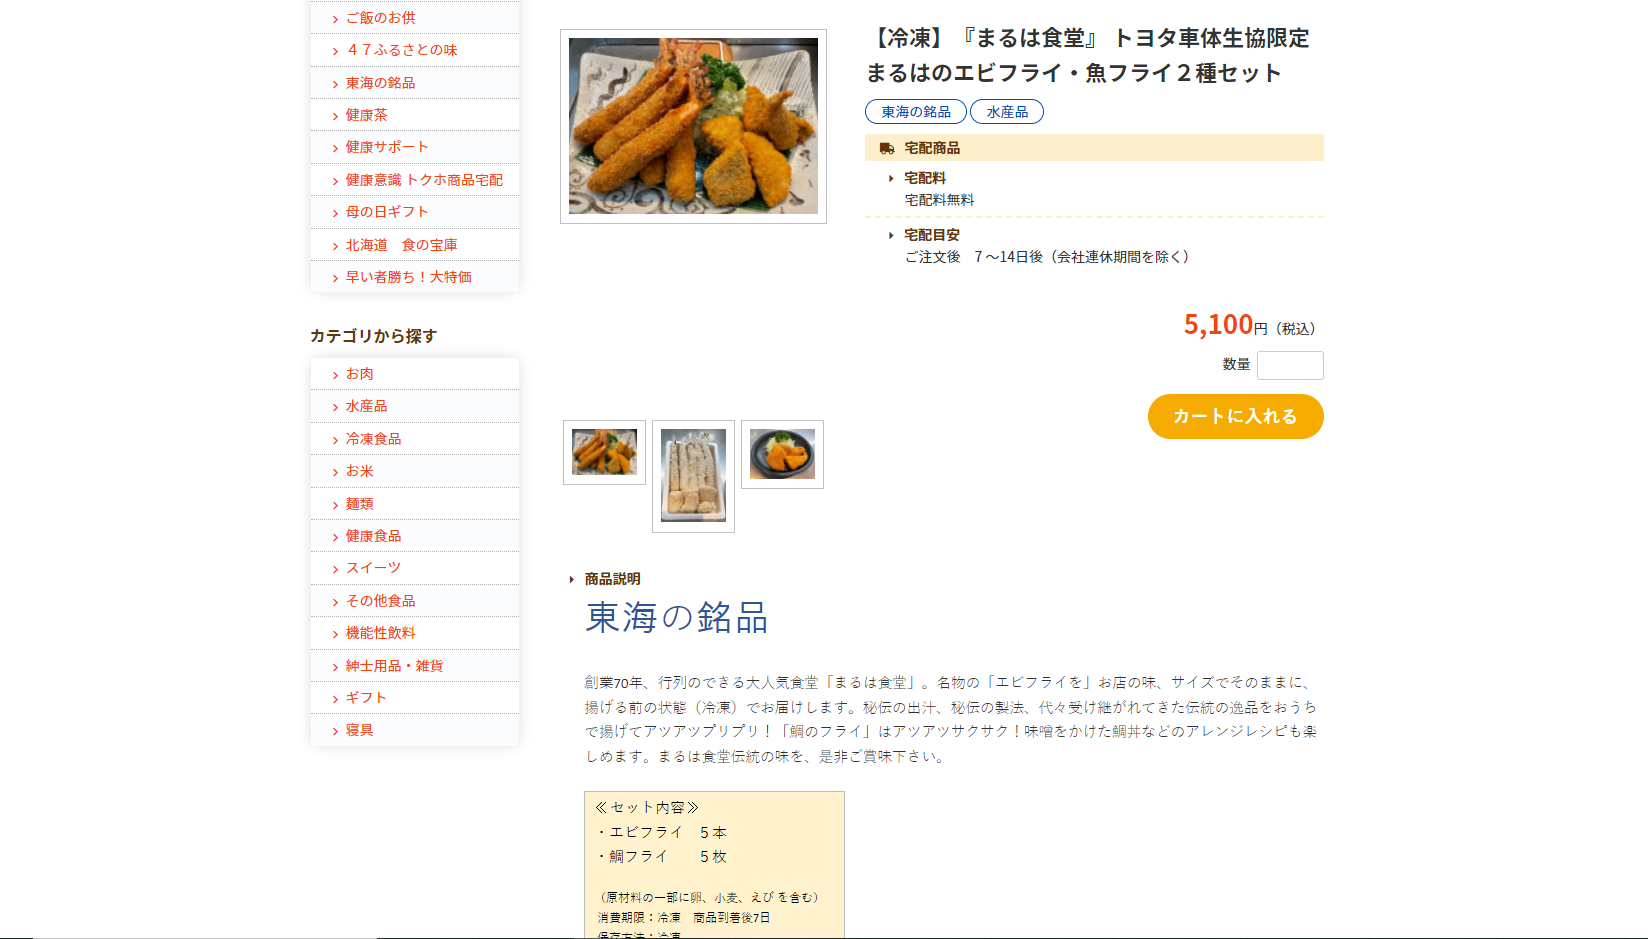 ご飯のお供
４７ふるさとの味
東海の銘品
健康茶
健康サポート
健康意識 トクホ商品宅配
母の日ギフト
北海道　食の宝庫
早い者勝ち！大特価
カテゴリから探す
お肉
水産品
冷凍食品
お米
麺類
健康食品
スイーツ
その他食品
機能性飲料
紳士用品・雑貨
ギフト
寝具
【冷凍】『まるは食堂』 トヨタ車体生協限定
まるはのエビフライ・魚フライ２種セット
東海の銘品 水産品
宅配商品
宅配料
宅配料無料
宅配目安
ご注文後　７～14日後（会社連休期間を除く）
5,100円（税込）
数量
カートに入れる
商品説明
東海の銘品
創業70年、行列のできる大人気食堂「まるは食堂」。名物の「エビフライを」お店の味、サイズでそのままに、
揚げる前の状態（冷凍）でお届けします。秘伝の出汁、秘伝の製法、代々受け継がれてきた伝統の逸品をおうち
で揚げてアツアツプリプリ！「鯛のフライ」はアツアツサクサク！味噌をかけた鯛丼などのアレンジレシピも楽
しめます。まるは食堂伝統の味を、是非ご賞味下さい。
≪セット内容≫
・エビフライ　５本
・鯛フライ　　５枚
（原材料の一部に卵、小麦、えび を含む）
消費期限：冷凍　商品到着後7日
保存方法：冷凍